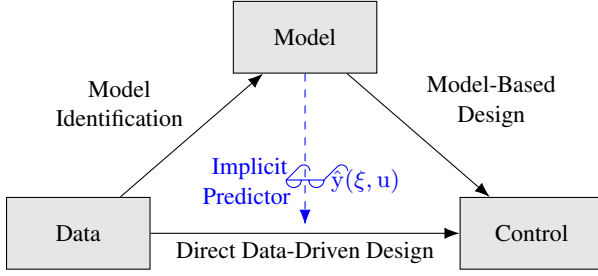 Model
Model
Identification
Model-Based
Design
Implicit
Predictor
ŷ(ξ, u)
Data
Direct Data-Driven Design
Control